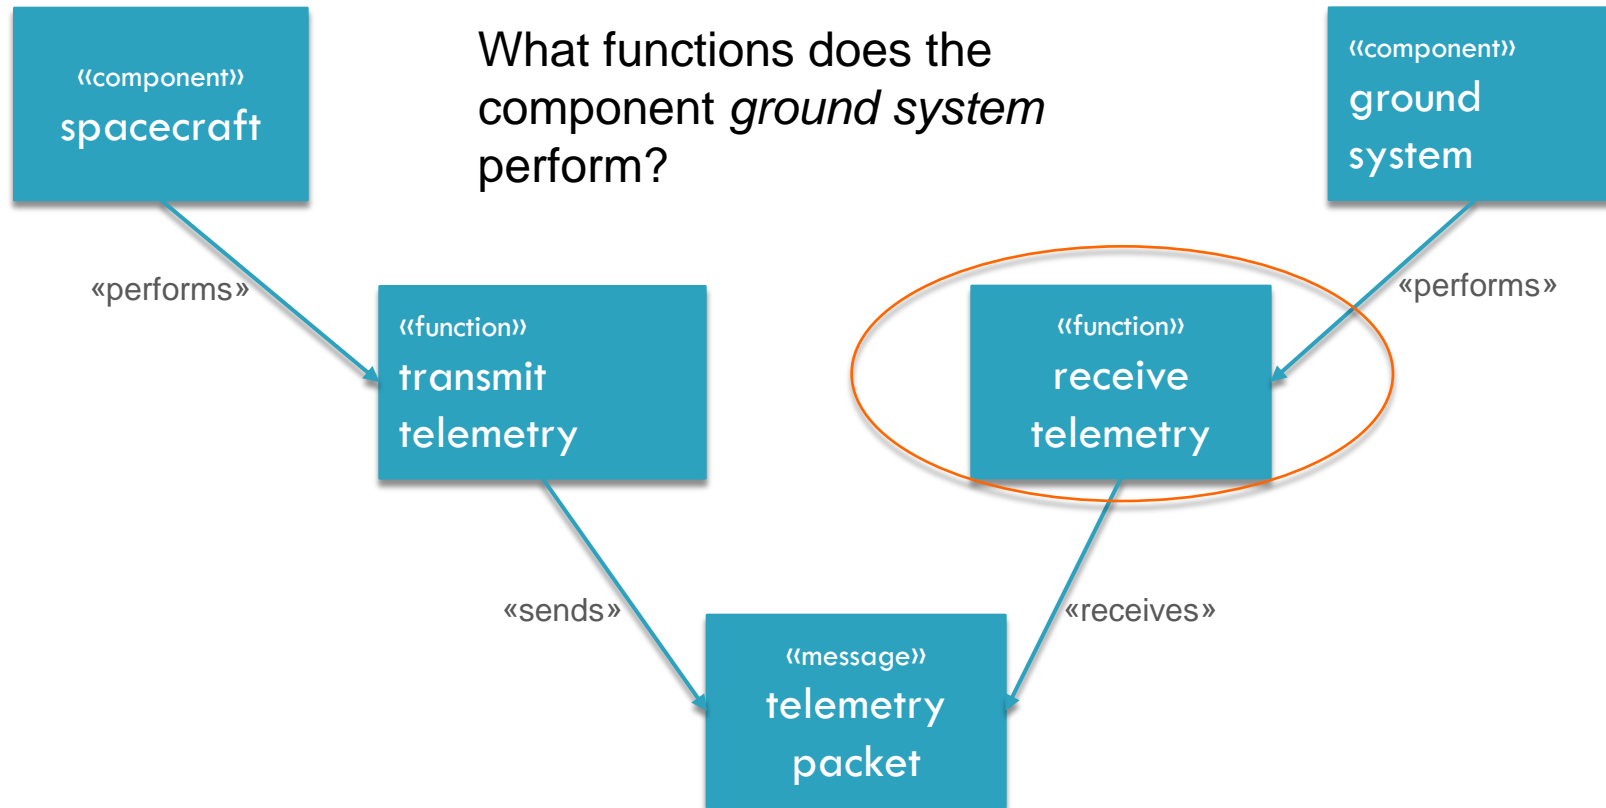 «component»
spacecraft
What functions does the
component ground system
perform?
«component»
ground
system
«performs»
«performs»
«function»
transmit
telemetry
«function»
receive
telemetry
«sends»
«receives»
«message»
telemetry
packet